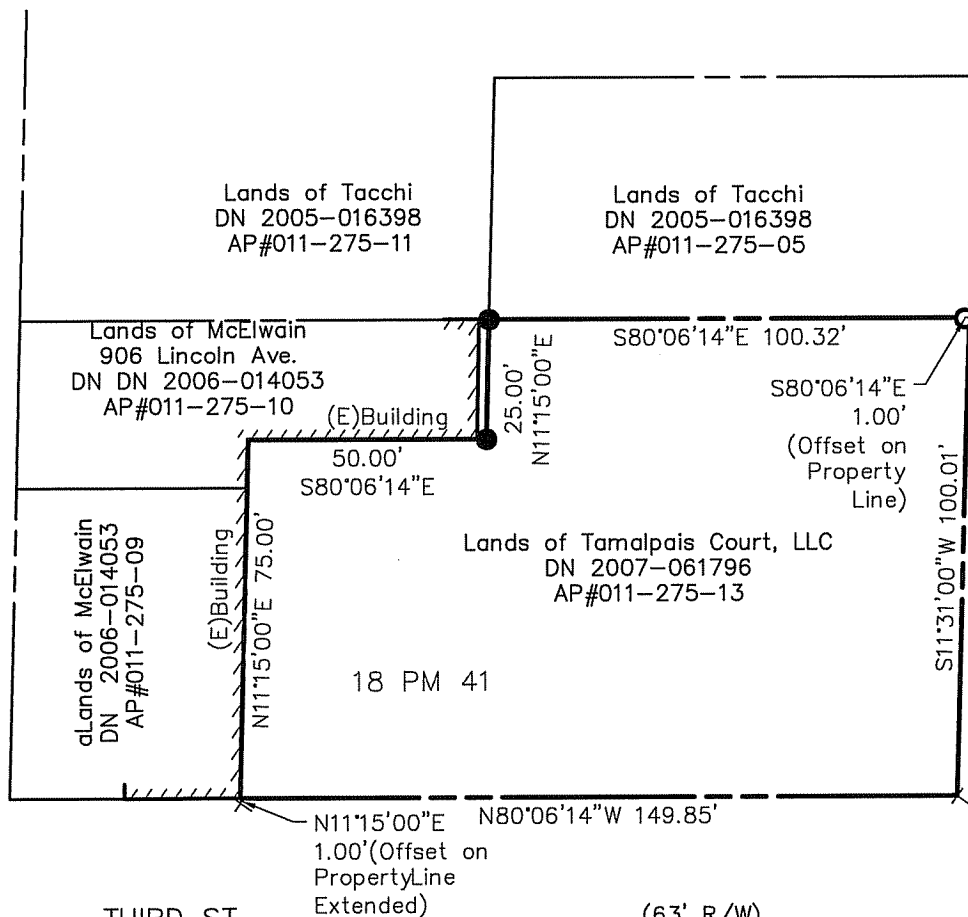 Lands of Tacchi
DN 2005-016398
AP#011-275-11
Lands of Tacchi
DN 2005-016398
AP#011-275-05
Lands of McElwain
906 Lincoln Ave.
DN DN 2006-014053
AP#011-275-10
(E)Building
50.00'
S80°06'14"E
25.00'
N11°15'00"E
S80°06'14"E 100.32'
S80°06'14"E
1.00'
(Offset on
Property
Line)
S11°31'00"W 100.01'
Lands of Tamalpais Court, LLC
DN 2007-061796
AP#011-275-13
aLands of McElwain
DN 2006-014053
AP#011-275-09
(E)Building
N11°15'00"E 75.00'
18 PM 41
N80°06'14"W 149.85'
N11°15'00"E
1.00'(Offset on
PropertyLine
Extended)
THIRD ST
(63' R/W)